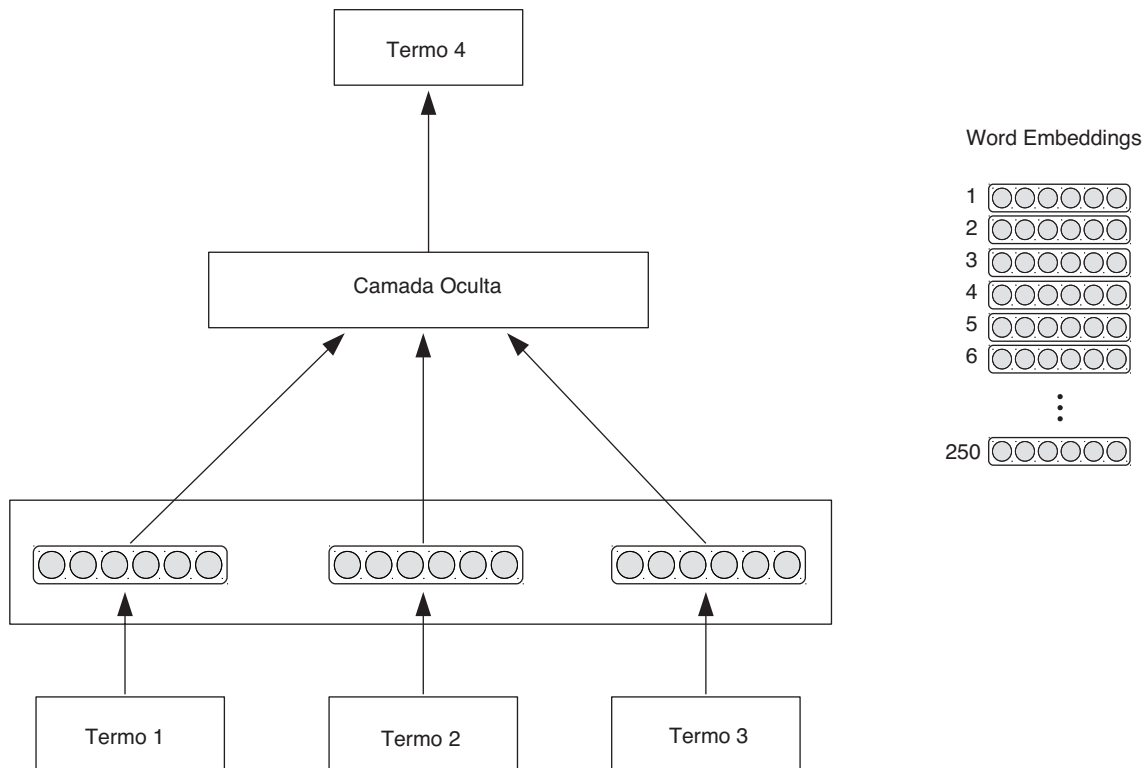 Termo 4
Word Embeddings
1
2
3
4
5
6
250
Camada Oculta
Termo 1
Termo 2
Termo 3